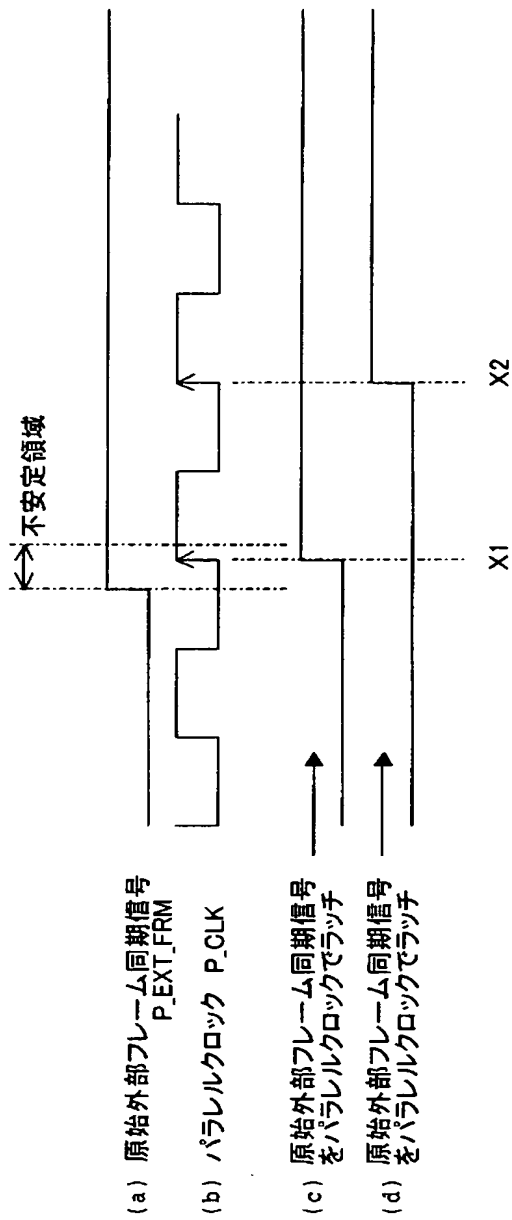 不安定領域
(a) 原始外部フレーム同期信号
P_EXT_FRM
(b) パラレルクロック P_CLK
(c) 原始外部フレーム同期信号
をパラレルクロックでラッチ
(d) 原始外部フレーム同期信号
をパラレルクロックでラッチ
X1
X2